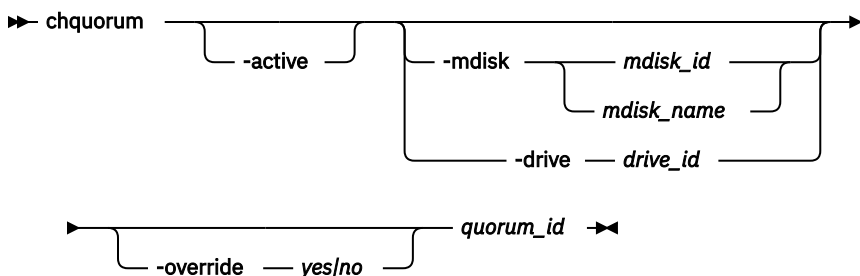 chquorum
-active -mdisk mdisk_id
mdisk_name
-drive drive_id
quorum_id
-override yes|no